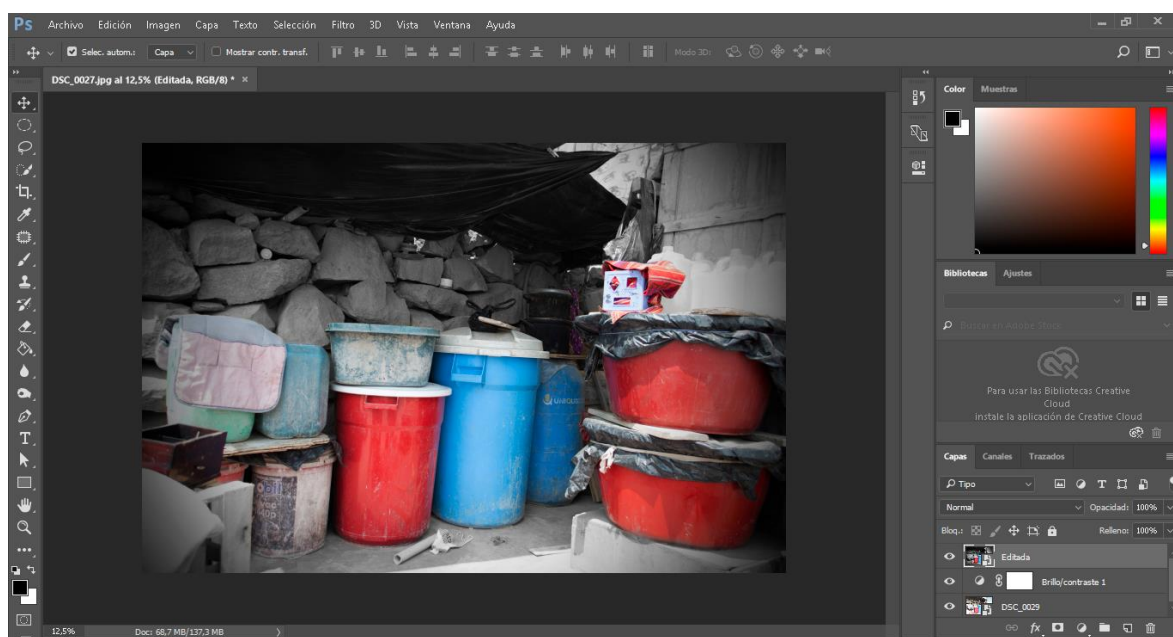 Ps Archivo Edición Imagen Capa Texto Selección Filtro 3D Vista Ventana Ayuda
Selec. autom.: Capa Mostrar contr. transf. Modo 3D:
DSC_0027.jpg al 12,5% (Editada, RGB/8) * ×
Color Muestras
Bibliotecas Ajustes
Buscar en Adobe Stock
Para usar las Bibliotecas Creative
Cloud
Instale la aplicación de Creative Cloud
Capas Canales Trazados
Tipo
Normal Opacidad: 100%
Bloq.: Relleno: 100%
Editada
Brillo/contraste 1
DSC_0029
12,5% Doc: 68,7 MB/137,3 MB